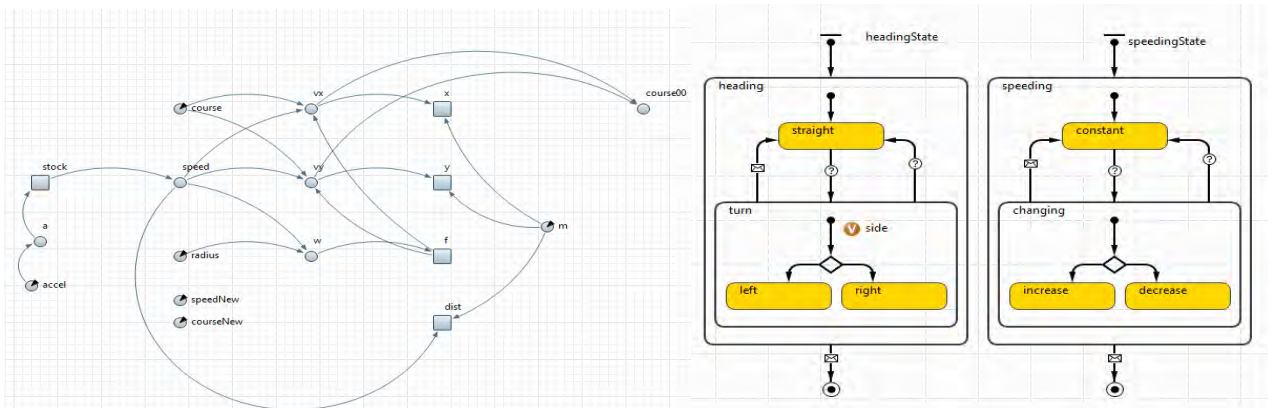 vx
x
course
course00
stock
speed
vy
y
a
m
radius
w
f
accel
speedNew
courseNew
dist
headingState
heading
straight
?
?
turn
V side
left
right
speedingState
speeding
constant
?
?
changing
increase
decrease